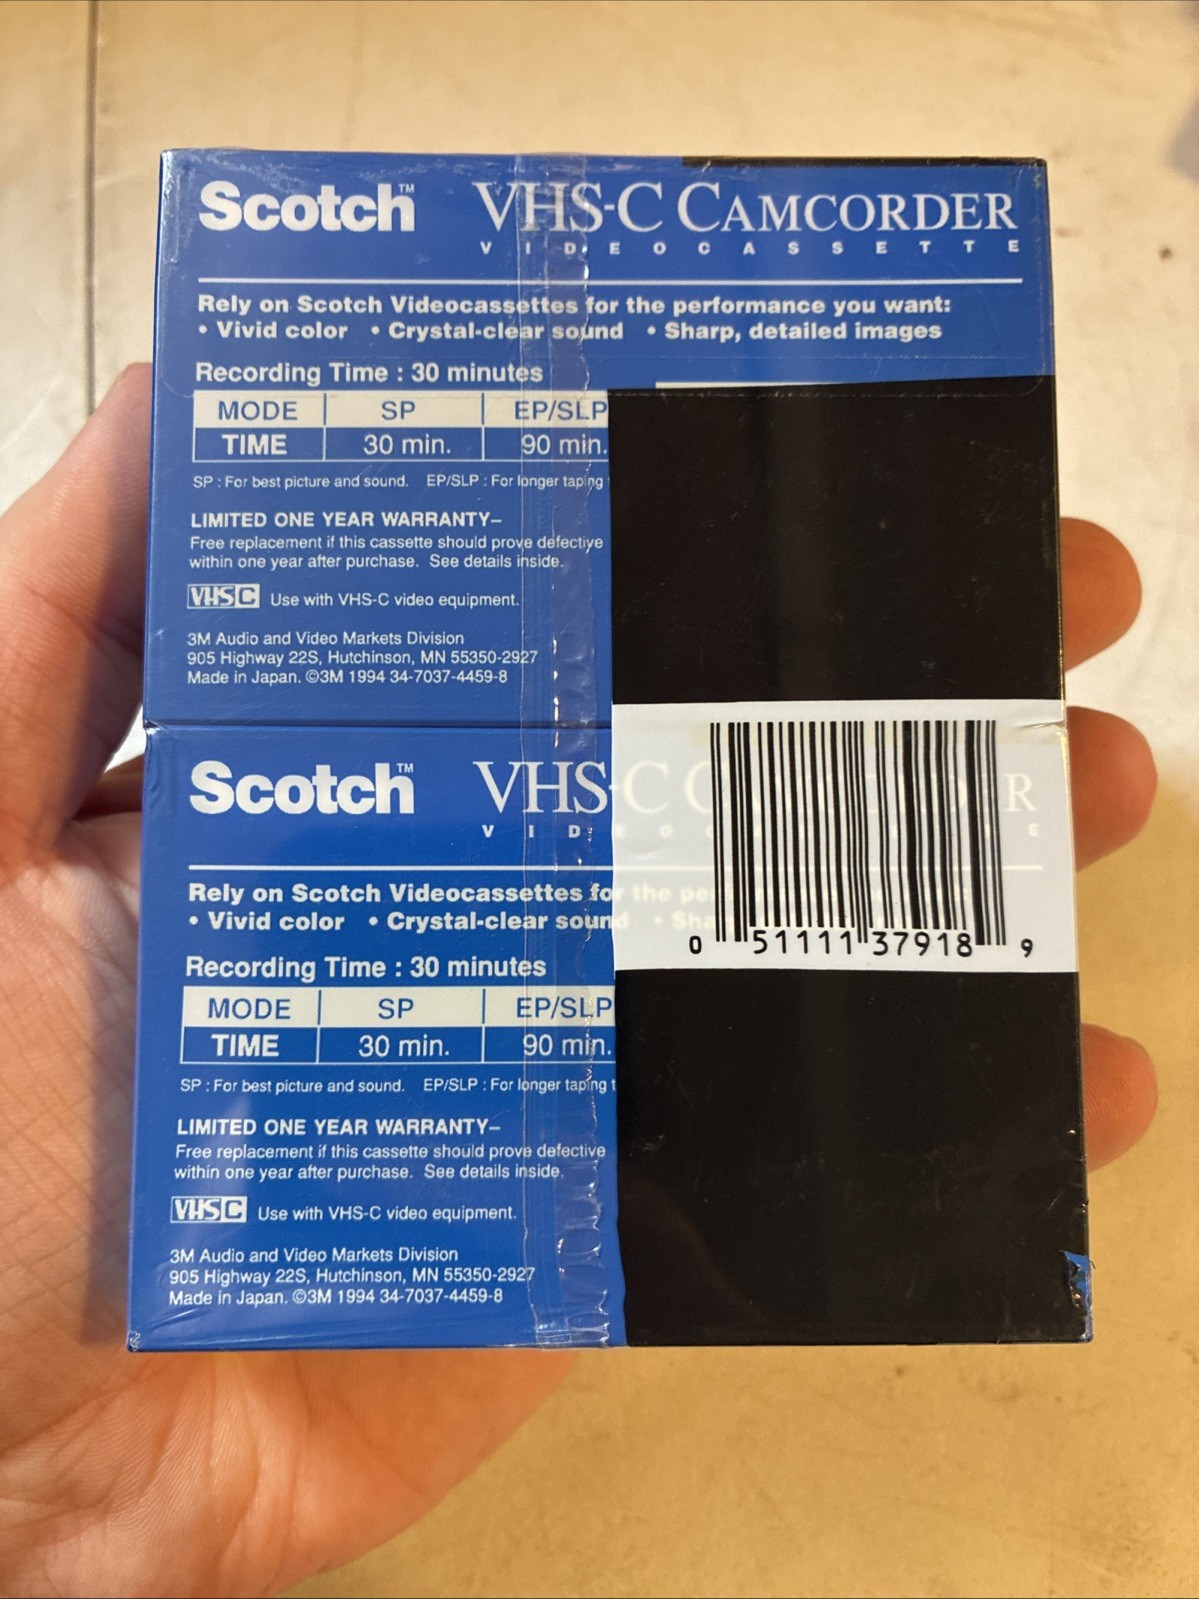 Scotch™ VHS-C CAMCORDER
VIDEOCASSETTE
Rely on Scotch Videocassettes for the performance you want:
• Vivid color • Crystal-clear sound • Sharp, detailed images
Recording Time : 30 minutes
MODE SP EP/SLP
TIME 30 min. 90 min.
SP : For best picture and sound. EP/SLP : For longer taping
LIMITED ONE YEAR WARRANTY–
Free replacement if this cassette should prove defective
within one year after purchase. See details inside.
VHS C Use with VHS-C video equipment.
3M Audio and Video Markets Division
905 Highway 22S, Hutchinson, MN 55350-2927
Made in Japan. ©3M 1994 34-7037-4459-8
Scotch™ VHS-C CAMCORDER
VIDEOCASSETTE
Rely on Scotch Videocassettes for the
• Vivid color • Crystal-clear sound •
0 51111 37918 9
Recording Time : 30 minutes
MODE SP EP/SLP
TIME 30 min. 90 min.
SP : For best picture and sound. EP/SLP : For longer taping t
LIMITED ONE YEAR WARRANTY–
Free replacement if this cassette should prove defective
within one year after purchase. See details inside.
VHS C Use with VHS-C video equipment.
3M Audio and Video Markets Division
905 Highway 22S, Hutchinson, MN 55350-2927
Made in Japan. ©3M 1994 34-7037-4459-8